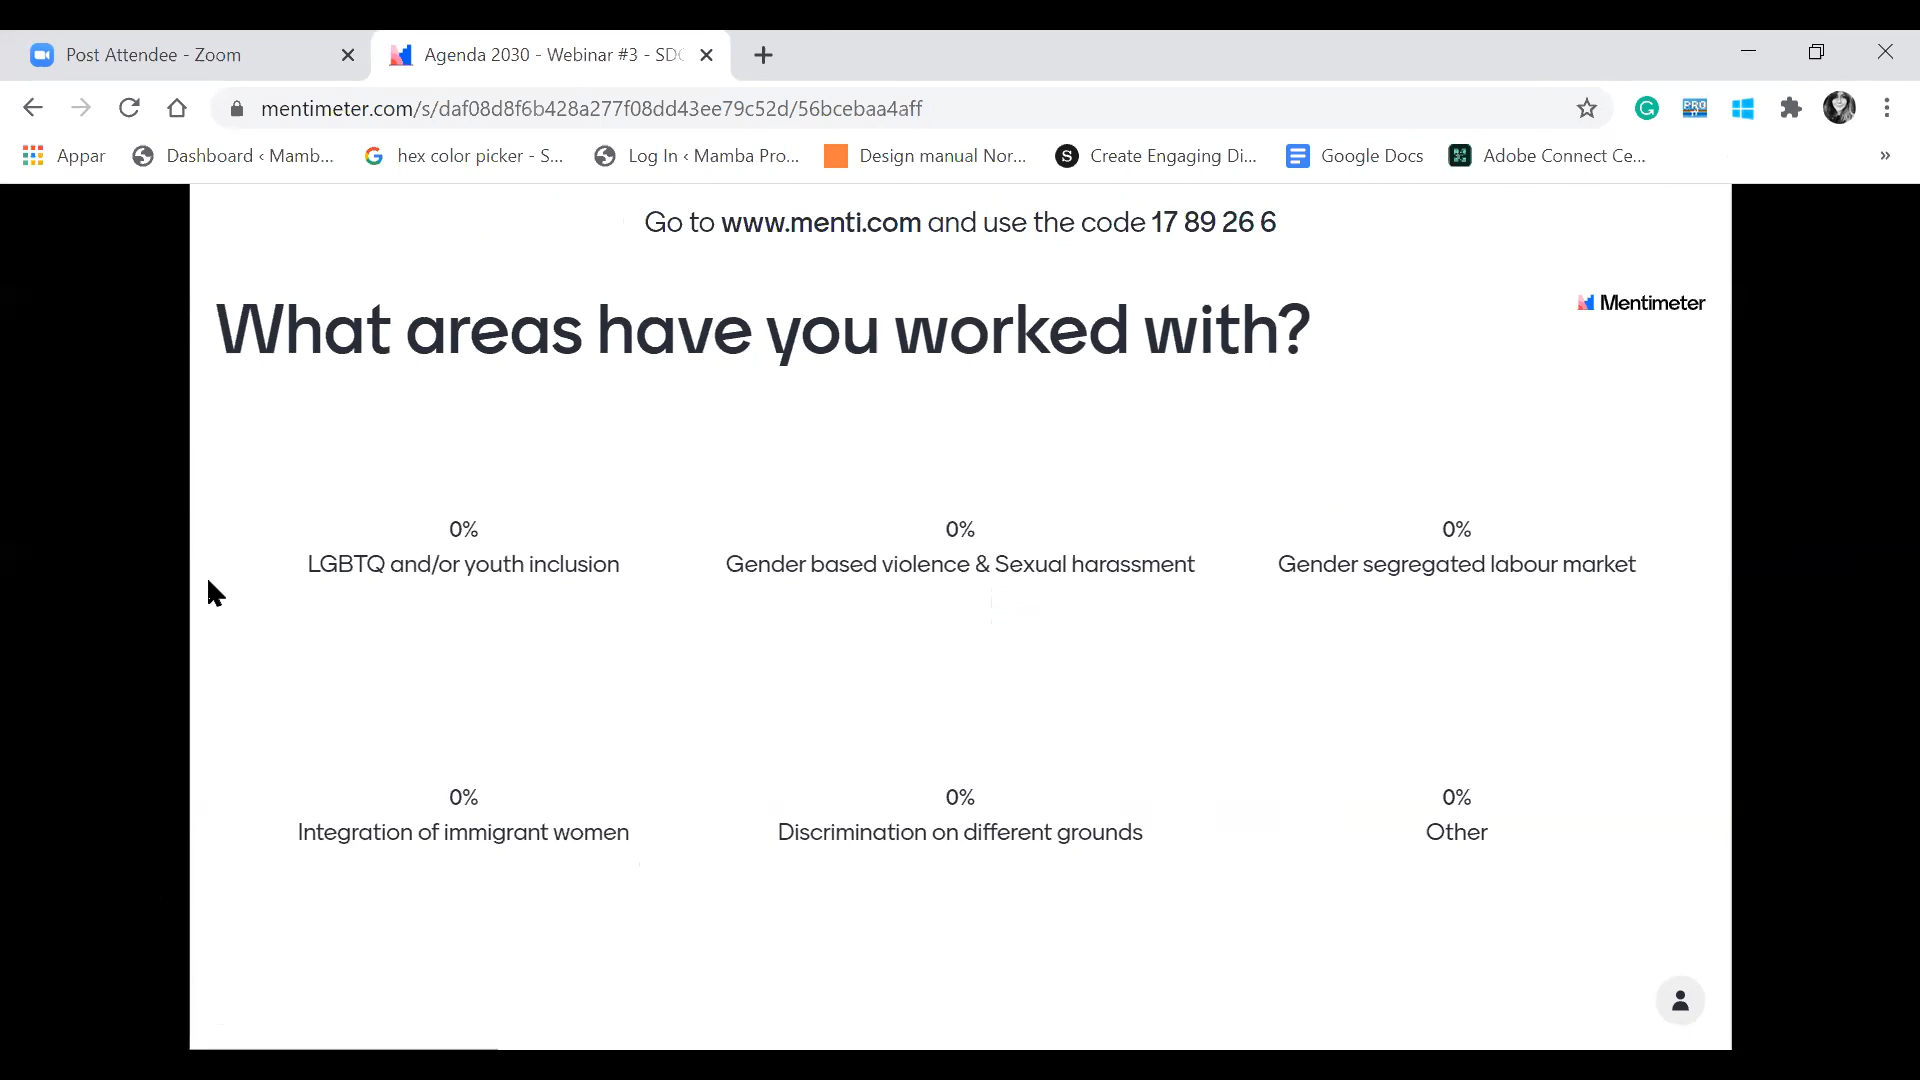 Post Attendee - Zoom
Agenda 2030 - Webinar #3 - SDG
mentimeter.com/s/daf08d8f6b428a277f08dd43ee79c52d/56bcebaa4aff
PRO
Appar
Dashboard ‹ Mamb...
hex color picker - S...
Log In ‹ Mamba Pro...
Design manual Nor...
S
Create Engaging Di...
Google Docs
Adobe Connect Ce...
Go to www.menti.com and use the code 17 89 26 6
What areas have you worked with?
Mentimeter
0%
LGBTQ and/or youth inclusion
0%
Gender based violence & Sexual harassment
0%
Gender segregated labour market
0%
Integration of immigrant women
0%
Discrimination on different grounds
0%
Other